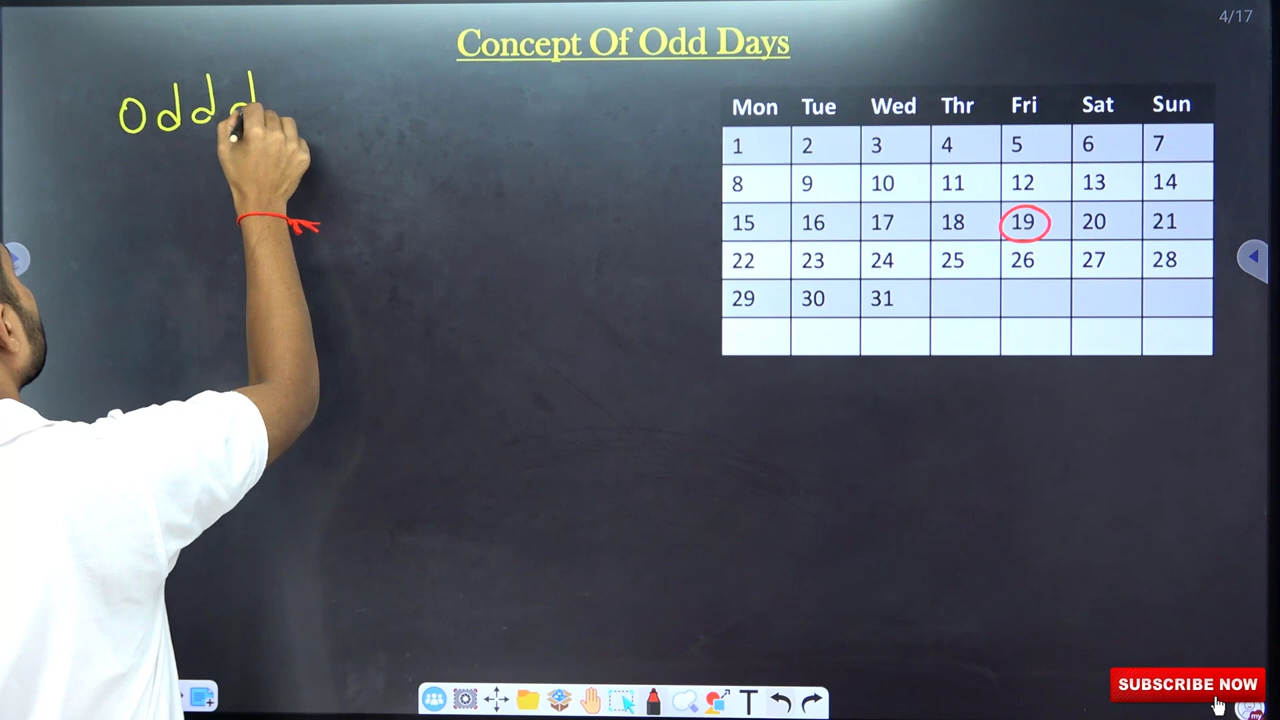 4/17
Concept Of Odd Days
odd d
Mon Tue Wed Thr Fri Sat Sun
1 2 3 4 5 6 7
8 9 10 11 12 13 14
15 16 17 18 19 20 21
22 23 24 25 26 27 28
29 30 31
T
SUBSCRIBE NOW